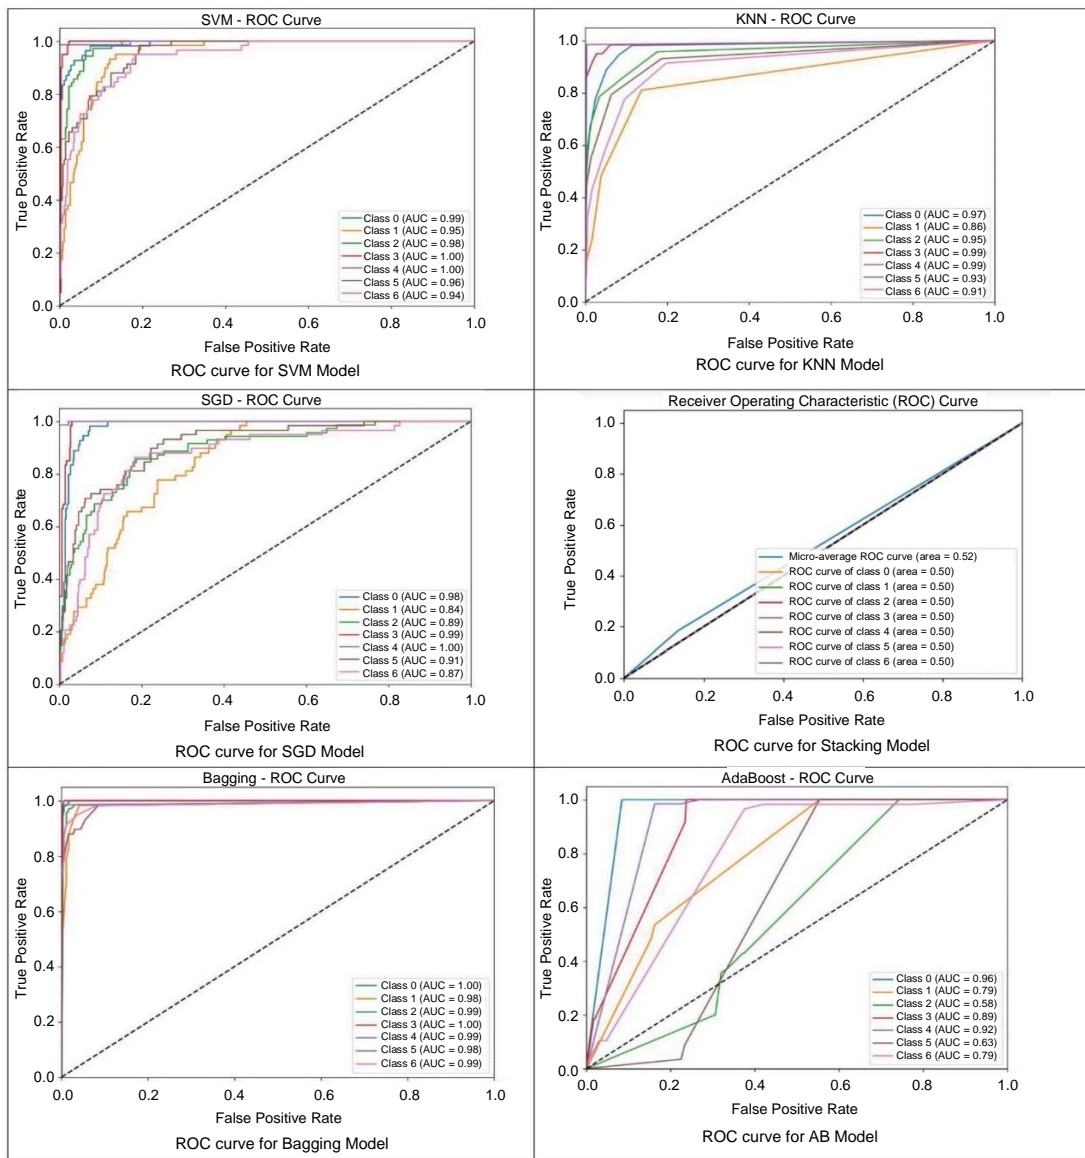 SVM - ROC Curve
1.0
0.8
0.6
0.4
0.2
0.0
True Positive Rate
Class 0 (AUC = 0.99)
Class 1 (AUC = 0.95)
Class 2 (AUC = 0.98)
Class 3 (AUC = 1.00)
Class 4 (AUC = 1.00)
Class 5 (AUC = 0.96)
Class 6 (AUC = 0.94)
0.0 0.2 0.4 0.6 0.8 1.0
False Positive Rate
ROC curve for SVM Model
KNN - ROC Curve
1.0
0.8
0.6
0.4
0.2
0.0
True Positive Rate
Class 0 (AUC = 0.97)
Class 1 (AUC = 0.86)
Class 2 (AUC = 0.95)
Class 3 (AUC = 0.99)
Class 4 (AUC = 0.99)
Class 5 (AUC = 0.93)
Class 6 (AUC = 0.91)
0.0 0.2 0.4 0.6 0.8 1.0
False Positive Rate
ROC curve for KNN Model
SGD - ROC Curve
1.0
0.8
0.6
0.4
0.2
0.0
True Positive Rate
Class 0 (AUC = 0.98)
Class 1 (AUC = 0.84)
Class 2 (AUC = 0.89)
Class 3 (AUC = 0.99)
Class 4 (AUC = 1.00)
Class 5 (AUC = 0.91)
Class 6 (AUC = 0.87)
0.0 0.2 0.4 0.6 0.8 1.0
False Positive Rate
ROC curve for SGD Model
Receiver Operating Characteristic (ROC) Curve
1.0
0.8
0.6
0.4
0.2
0.0
True Positive Rate
Micro-average ROC curve (area = 0.52)
ROC curve of class 0 (area = 0.50)
ROC curve of class 1 (area = 0.50)
ROC curve of class 2 (area = 0.50)
ROC curve of class 3 (area = 0.50)
ROC curve of class 4 (area = 0.50)
ROC curve of class 5 (area = 0.50)
ROC curve of class 6 (area = 0.50)
0.0 0.2 0.4 0.6 0.8 1.0
False Positive Rate
ROC curve for Stacking Model
Bagging - ROC Curve
1.0
0.8
0.6
0.4
0.2
0.0
True Positive Rate
Class 0 (AUC = 1.00)
Class 1 (AUC = 0.98)
Class 2 (AUC = 0.99)
Class 3 (AUC = 1.00)
Class 4 (AUC = 0.99)
Class 5 (AUC = 0.98)
Class 6 (AUC = 0.99)
0.0 0.2 0.4 0.6 0.8 1.0
False Positive Rate
ROC curve for Bagging Model
AdaBoost - ROC Curve
1.0
0.8
0.6
0.4
0.2
0.0
True Positive Rate
Class 0 (AUC = 0.96)
Class 1 (AUC = 0.79)
Class 2 (AUC = 0.58)
Class 3 (AUC = 0.89)
Class 4 (AUC = 0.92)
Class 5 (AUC = 0.63)
Class 6 (AUC = 0.79)
0.0 0.2 0.4 0.6 0.8 1.0
False Positive Rate
ROC curve for AB Model